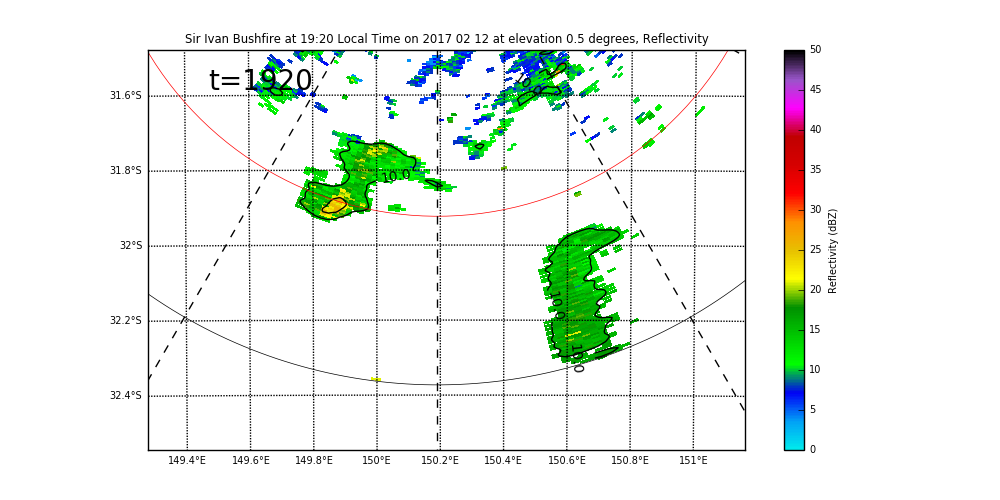 Sir Ivan Bushfire at 19:20 Local Time on 2017 02 12 at elevation 0.5 degrees, Reflectivity
t=1920
31.6°S
31.8°S
32°S
32.2°S
32.4°S
149.4°E 149.6°E 149.8°E 150°E 150.2°E 150.4°E 150.6°E 150.8°E 151°E
10.0
10.0
10.0
50
45
40
35
30
25
20
15
10
5
0
Reflectivity (dBZ)